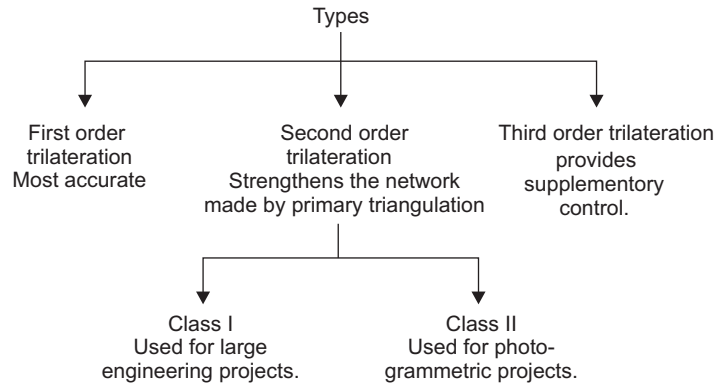 Types
First order
trilateration
Most accurate
Second order
trilateration
Strengthens the network
made by primary triangulation
Third order trilateration
provides
supplementory
control.
Class I
Used for large
engineering projects.
Class II
Used for photo-
grammetric projects.